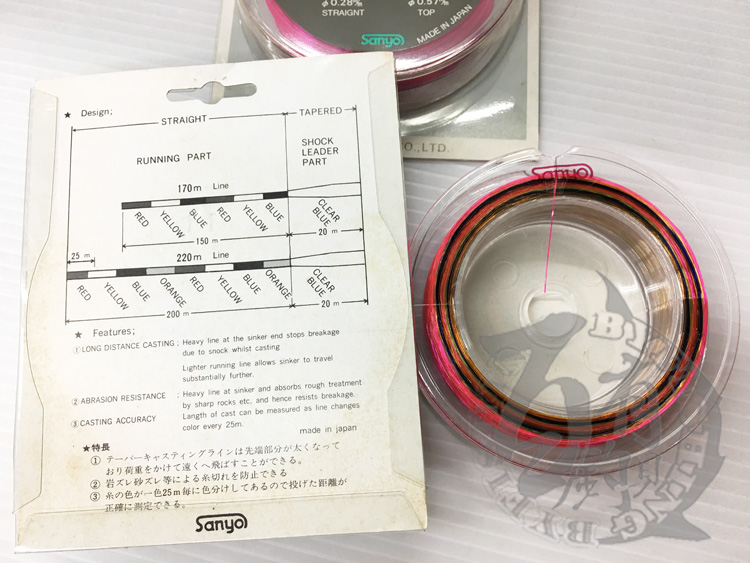 φ0.28% φ0.57%
STRAIGHT TOP
Sanyo MADE IN JAPAN
CO.,LTD.
★ Design;
STRAIGHT TAPERED
RUNNING PART SHOCK
LEADER
PART
170m Line
RED YELLOW BLUE RED YELLOW BLUE CLEAR BLUE
150 m 20 m
25 m 220m Line
RED YELLOW BLUE ORANGE RED YELLOW BLUE ORANGE CLEAR BLUE
200 m 20 m
★ Features;
① LONG DISTANCE CASTING ; Heavy line at the sinker end stops breakage
due to snock whilst casting
Lighter running line allows sinker to travel
substantially further.
② ABRASION RESISTANCE ; Heavy line at sinker and absorbs rough treatment
by sharp rocks etc. and hence resists breakage.
③ CASTING ACCURACY Langth of cast can be measured as line changes
color every 25m.
made in japan
★特長
① テーパーキャスティングラインは先端部分が太くなって
おり荷重をかけて遠くへ飛ばすことができる。
② 岩ズレ砂ズレ等による糸切れを防止できる
③ 糸の色が一色25m毎に色分けしてあるので投げた距離が
正確に測定できる。
Sanyo
Sanyo